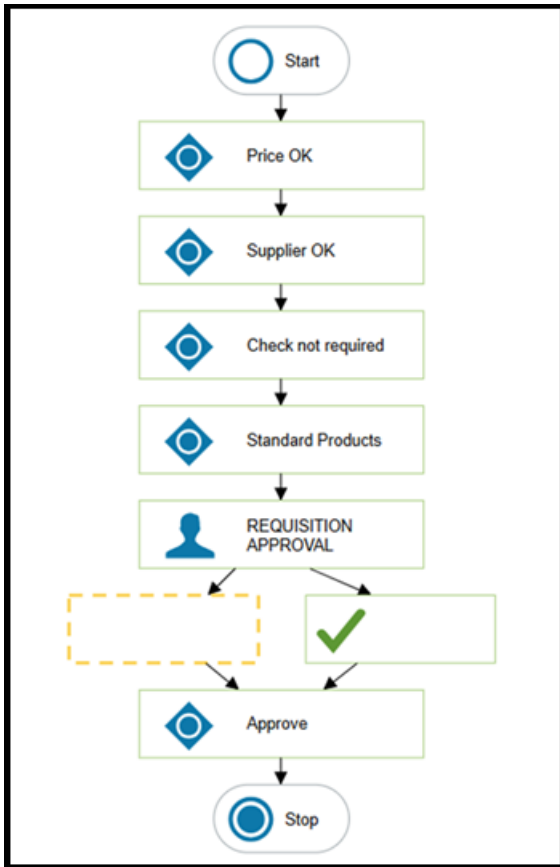 Start
Price OK
Supplier OK
Check not required
Standard Products
REQUISITION
APPROVAL
Approve
Stop